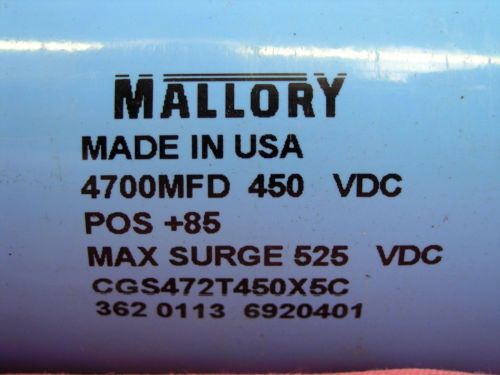 MALLORY
MADE IN USA
4700MFD 450 VDC
POS +85
MAX SURGE 525 VDC
CGS472T450X5C
362 0113 6920401